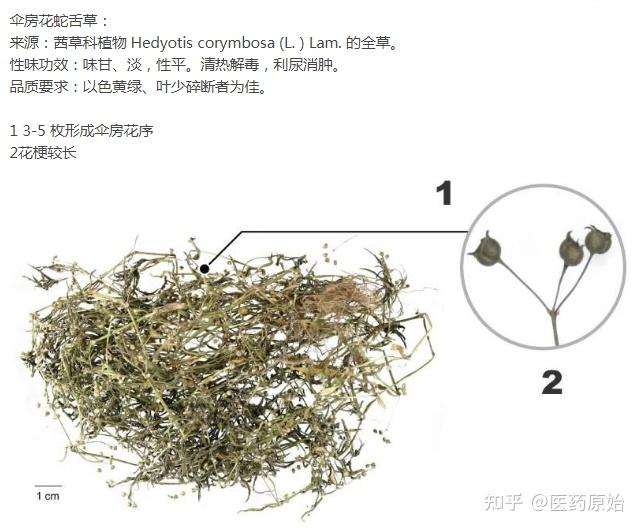 伞房花蛇舌草：
来源：茜草科植物 Hedyotis corymbosa (L. ) Lam. 的全草。
性味功效：味甘、淡，性平。清热解毒，利尿消肿。
品质要求：以色黄绿、叶少碎断者为佳。
1 3-5 枚形成伞房花序
2花梗较长
1
2
1 cm
知乎 @医药原始